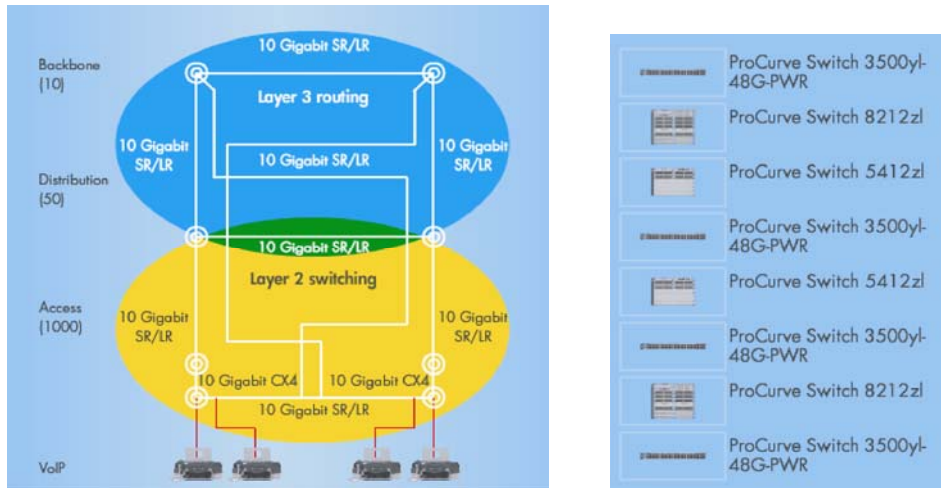 10 Gigabit SR/LR
Backbone
(10)
Layer 3 routing
10 Gigabit
SR/LR
10 Gigabit SR/LR
10 Gigabit
SR/LR
Distribution
(50)
10 Gigabit SR/LR
Layer 2 switching
Access
(1000)
10 Gigabit
SR/LR
10 Gigabit
SR/LR
10 Gigabit CX4
10 Gigabit CX4
10 Gigabit SR/LR
VoIP
ProCurve Switch 3500yl-
48G-PWR
ProCurve Switch 8212zl
ProCurve Switch 5412zl
ProCurve Switch 3500yl-
48G-PWR
ProCurve Switch 5412zl
ProCurve Switch 3500yl-
48G-PWR
ProCurve Switch 8212zl
ProCurve Switch 3500yl-
48G-PWR